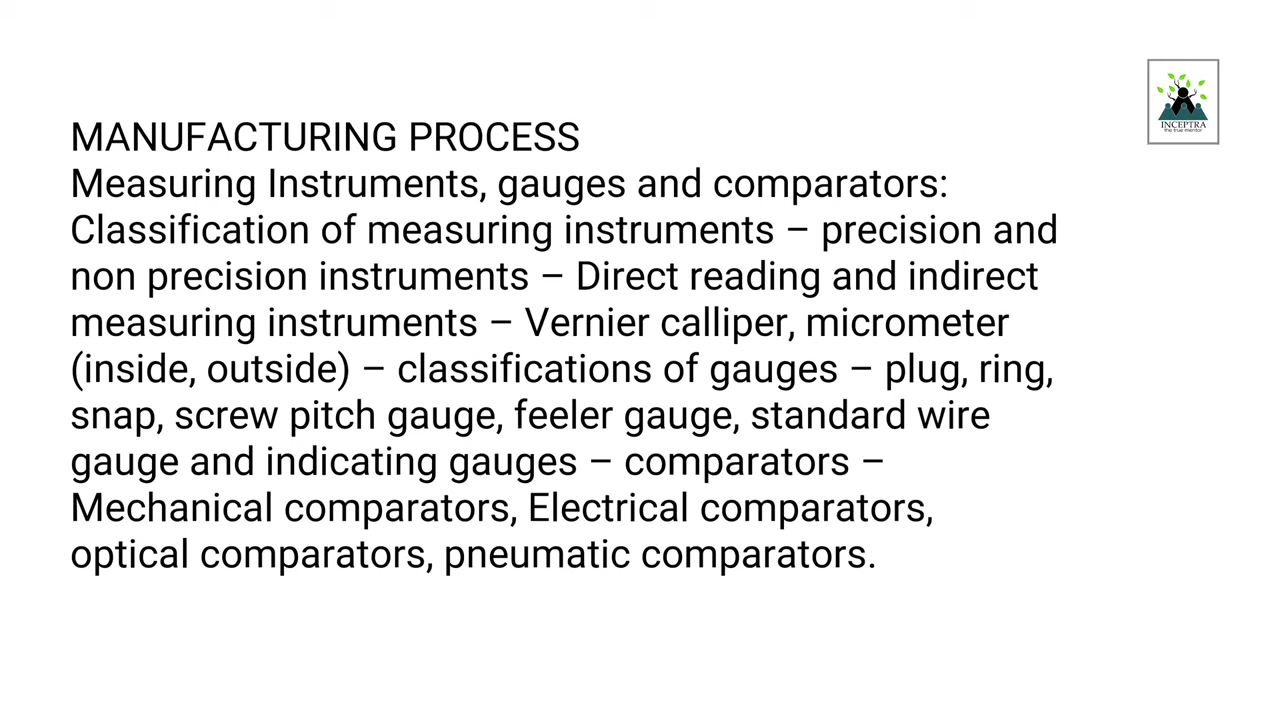 MANUFACTURING PROCESS
Measuring Instruments, gauges and comparators:
Classification of measuring instruments – precision and
non precision instruments – Direct reading and indirect
measuring instruments – Vernier calliper, micrometer
(inside, outside) – classifications of gauges – plug, ring,
snap, screw pitch gauge, feeler gauge, standard wire
gauge and indicating gauges – comparators –
Mechanical comparators, Electrical comparators,
optical comparators, pneumatic comparators.
INCEPTRA
the true mentor